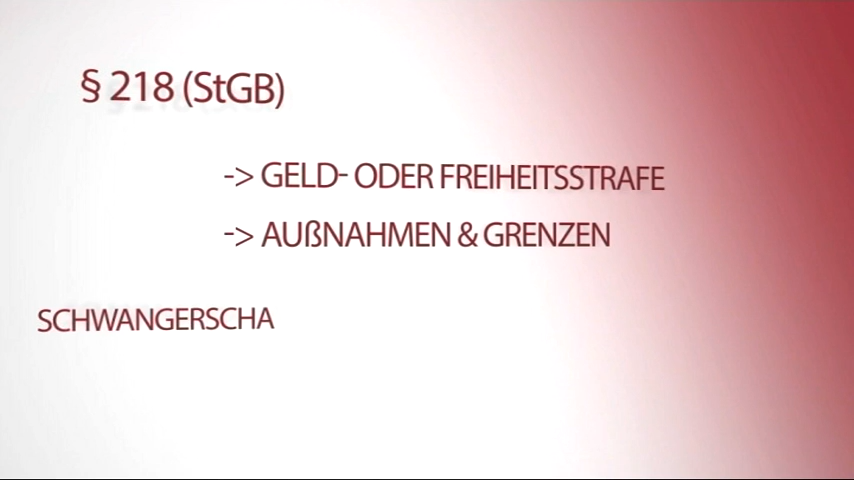 § 218 (StGB)
-> GELD- ODER FREIHEITSSTRAFE
-> AUßNAHMEN & GRENZEN
SCHWANGERSCHA